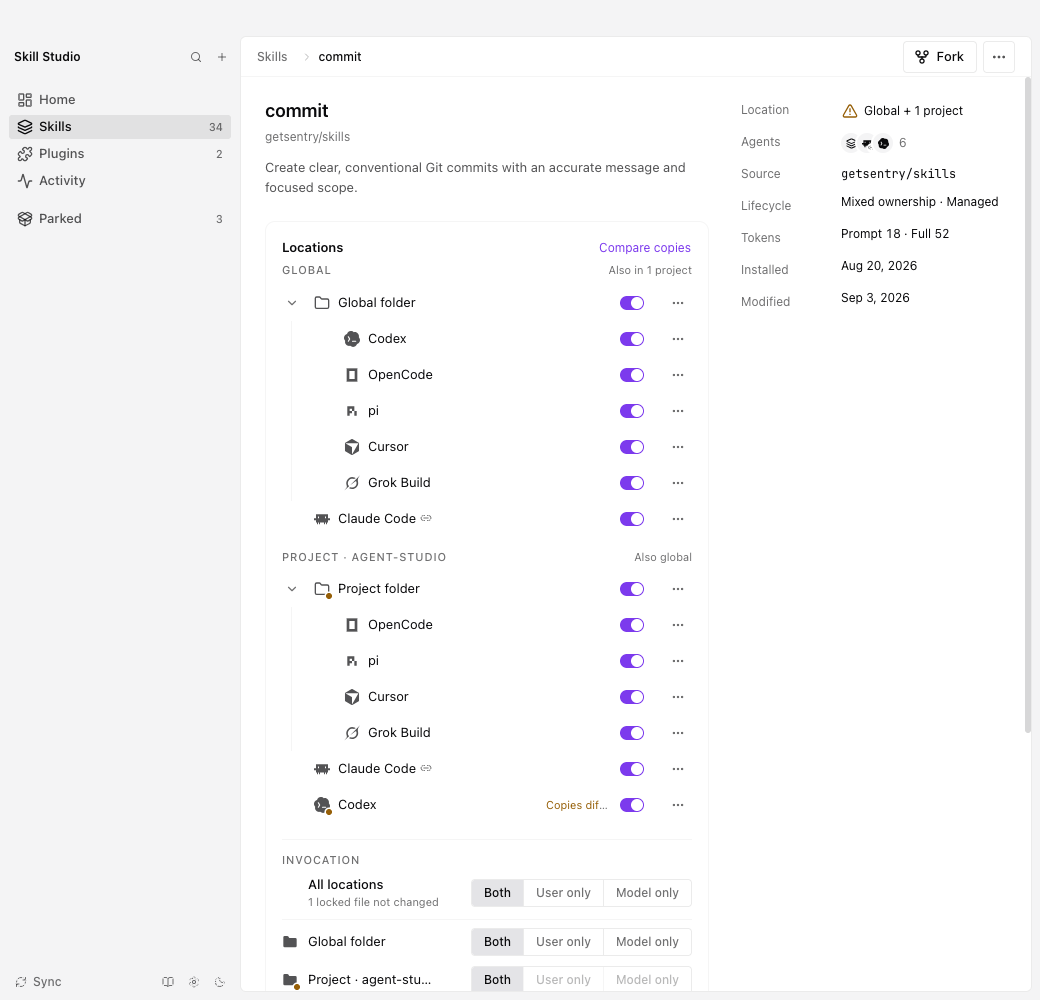 Skill Studio
Home
Skills 34
Plugins 2
Activity
Parked 3
Sync
Skills commit
Fork
commit
getsentry/skills
Create clear, conventional Git commits with an accurate message and
focused scope.
Locations Compare copies
GLOBAL Also in 1 project
Global folder
Codex
OpenCode
pi
Cursor
Grok Build
Claude Code
PROJECT · AGENT-STUDIO Also global
Project folder
OpenCode
pi
Cursor
Grok Build
Claude Code
Codex Copies dif…
INVOCATION
All locations
1 locked file not changed
Both User only Model only
Global folder Both User only Model only
Project · agent-stu… Both User only Model only
Location Global + 1 project
Agents 6
Source getsentry/skills
Lifecycle Mixed ownership · Managed
Tokens Prompt 18 · Full 52
Installed Aug 20, 2026
Modified Sep 3, 2026